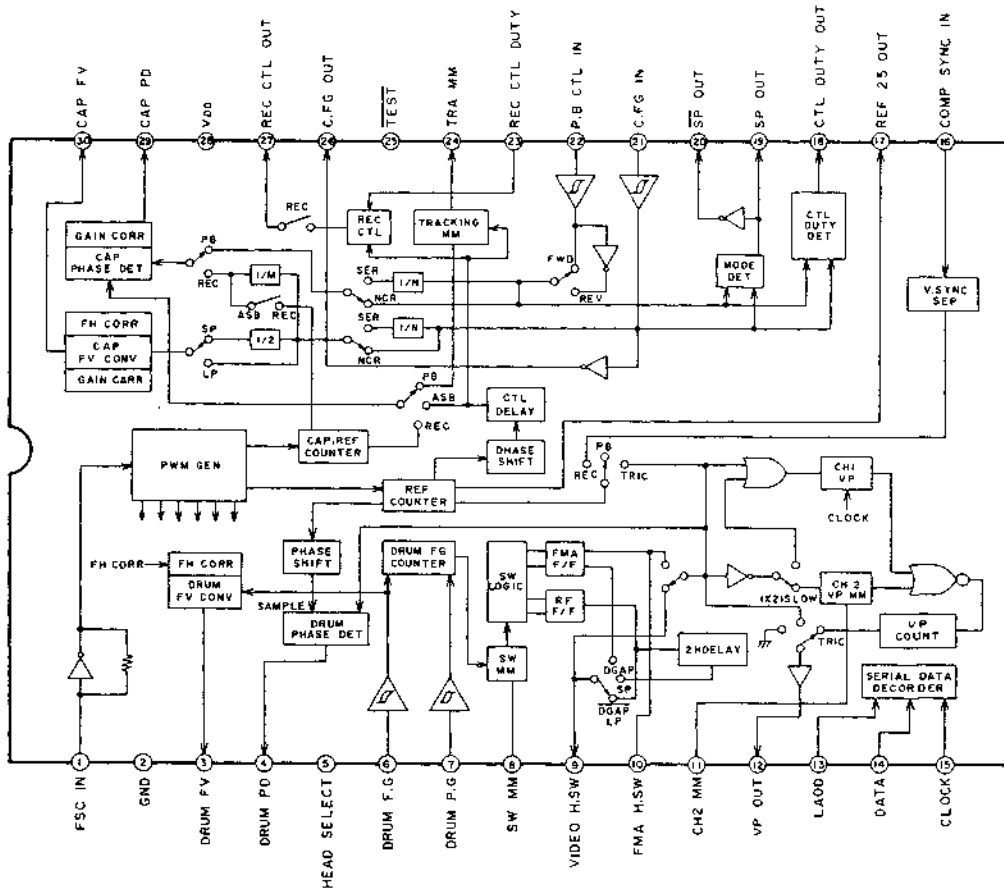 CAP FV
CAP PD
VDD
REC CTL OUT
C.FG OUT
TEST
TRA MM
REC CTL DUTY
P.B CTL IN
C.FG IN
SP OUT
SP OUT
CTL DUTY OUT
REF 25 OUT
COMP SYNC IN
30
29
28
27
26
25
24
23
22
21
20
19
18
17
16
GAIN CORR
CAP
PHASE DET
PB
REC
REC
REC
CTL
TRACKING
MM
1/M
ASB
REC
SER
1/N
NCR
FWD
REV
MODE
DET
CTL
DUTY
DET
V.SYNC
SEP
FH CORR
CAP
FV CONV
GAIN CARR
SP
LP
1/2
SER
1/N
NCR
PB
ASB
REC
CTL
DELAY
PWM GEN
CAP/REF
COUNTER
DHASE
SHIFT
REF
COUNTER
REC
PB
TRIC
CH1
VP
CLOCK
FH CORR
FH CORR
DRUM
FV CONV
PHASE
SHIFT
SAMPLE
DRUM
PHASE DET
DRUM FG
COUNTER
SW
LOGIC
FMA
F/F
RF
F/F
SW
MM
DGAP
SP
DGAP
LP
2HDELAY
(X2)SLOW
CH 2
VP MM
TRIC
VP
COUNT
SERIAL DATA
DECORDER
1
2
3
4
5
6
7
8
9
10
11
12
13
14
15
FSC IN
GND
DRUM FV
DRUM PD
HEAD SELECT
DRUM F.G
DRUM P.G
SW MM
VIDEO H.SW
FMA H.SW
CH2 MM
VP OUT
LAOD
DATA
CLOCK